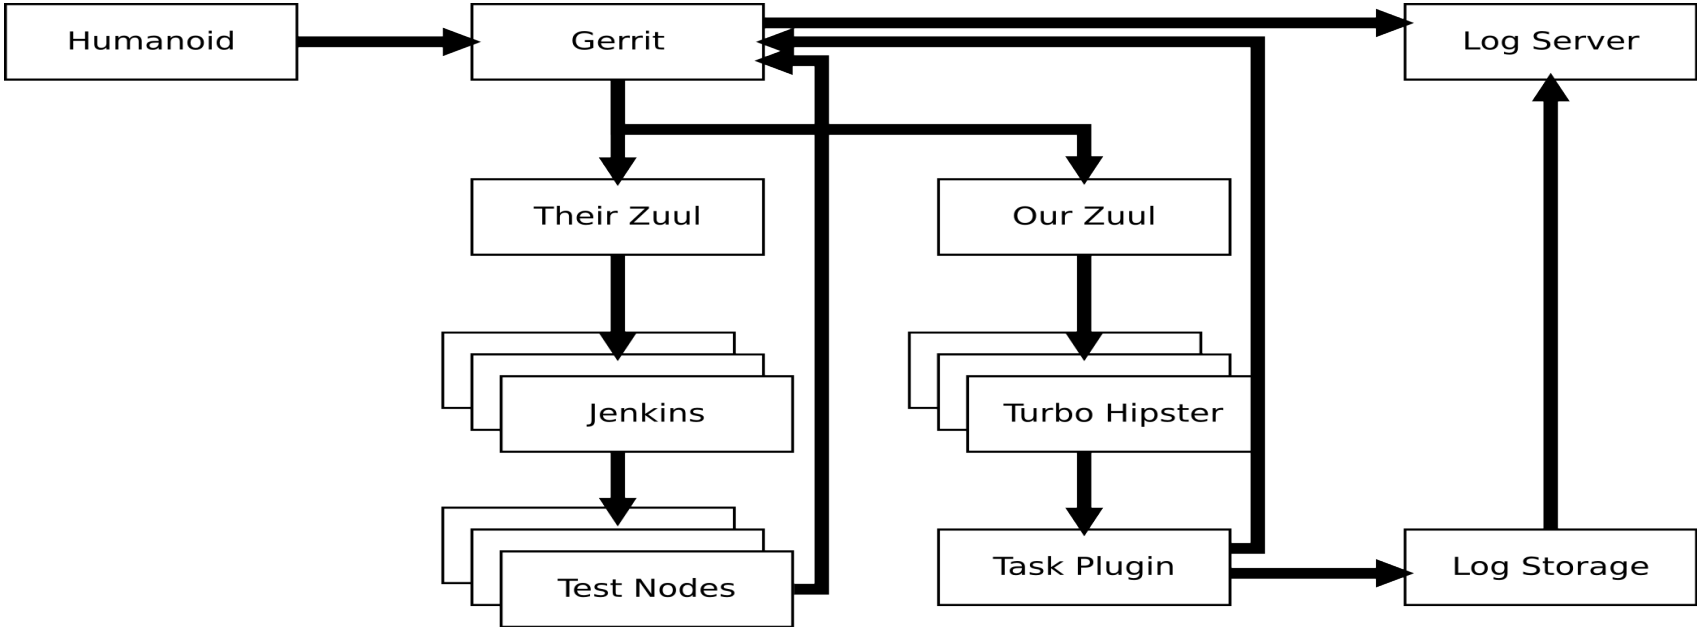 Humanoid
Gerrit
Log Server
Their Zuul
Our Zuul
Jenkins
Turbo Hipster
Task Plugin
Log Storage
Test Nodes